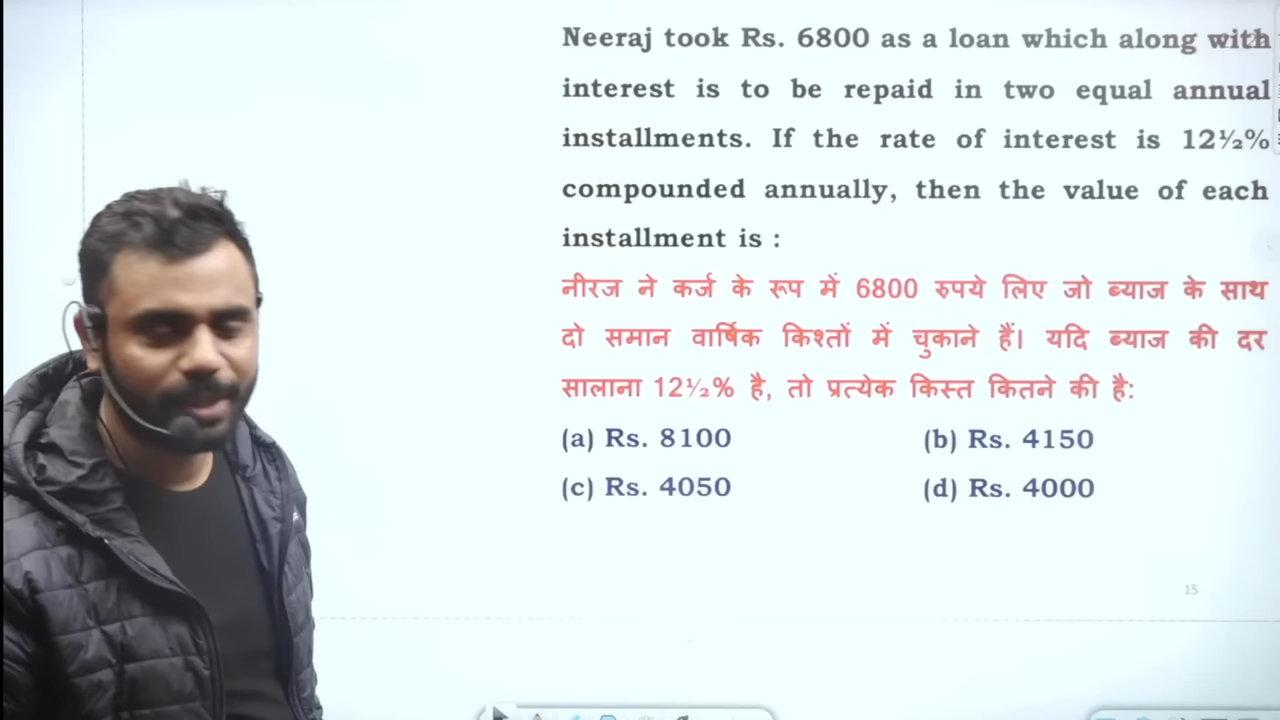 Neeraj took Rs. 6800 as a loan which along with
interest is to be repaid in two equal annual
installments. If the rate of interest is 12½%
compounded annually, then the value of each
installment is :
नीरज ने कर्ज के रूप में 6800 रुपये लिए जो ब्याज के साथ
दो समान वार्षिक किश्तों में चुकाने हैं। यदि ब्याज की दर
सालाना 12½% है, तो प्रत्येक किस्त कितने की है:
(a) Rs. 8100 (b) Rs. 4150
(c) Rs. 4050 (d) Rs. 4000
15